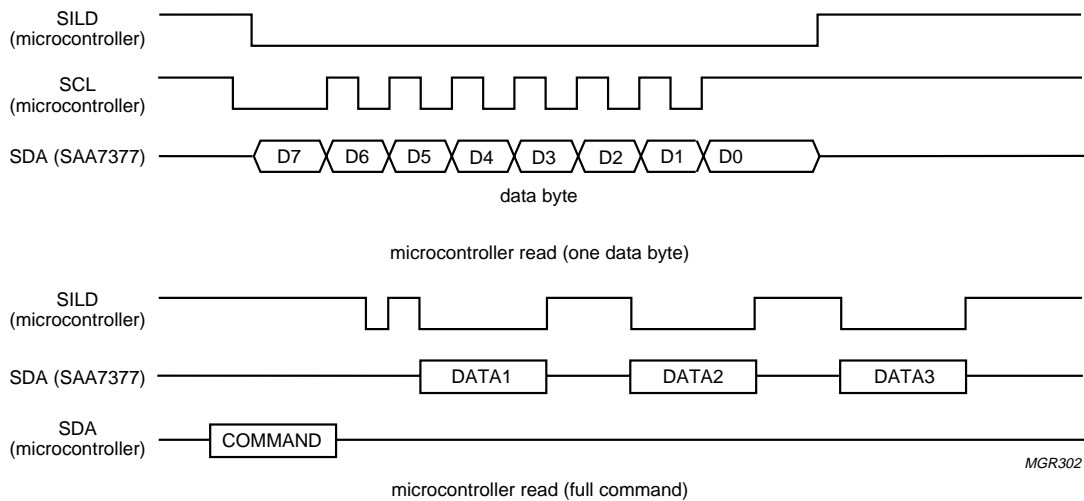 SILD
(microcontroller)
SCL
(microcontroller)
SDA (SAA7377)
D7 D6 D5 D4 D3 D2 D1 D0
data byte
microcontroller read (one data byte)
SILD
(microcontroller)
SDA (SAA7377)
DATA1 DATA2 DATA3
SDA
(microcontroller)
COMMAND
MGR302
microcontroller read (full command)